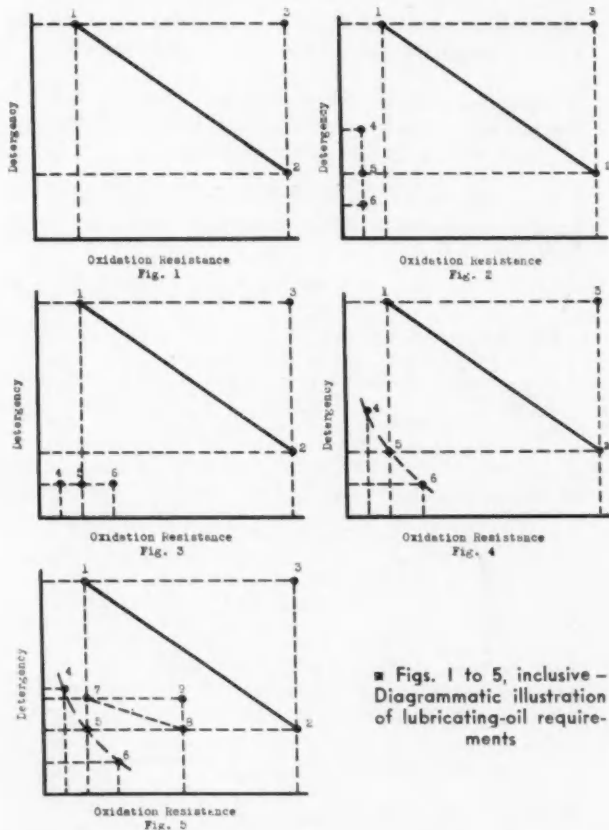 1
3
2
Detergency
Oxidation Resistance
Fig. 1
1
3
4
5
2
6
Detergency
Oxidation Resistance
Fig. 2
1
3
2
4 5 6
Detergency
Oxidation Resistance
Fig. 3
1
3
4
5
2
6
Detergency
Oxidation Resistance
Fig. 4
1
3
4
7
9
5
8
2
6
Detergency
Oxidation Resistance
Fig. 5
■ Figs. 1 to 5, inclusive –
Diagrammatic illustration
of lubricating-oil require-
ments